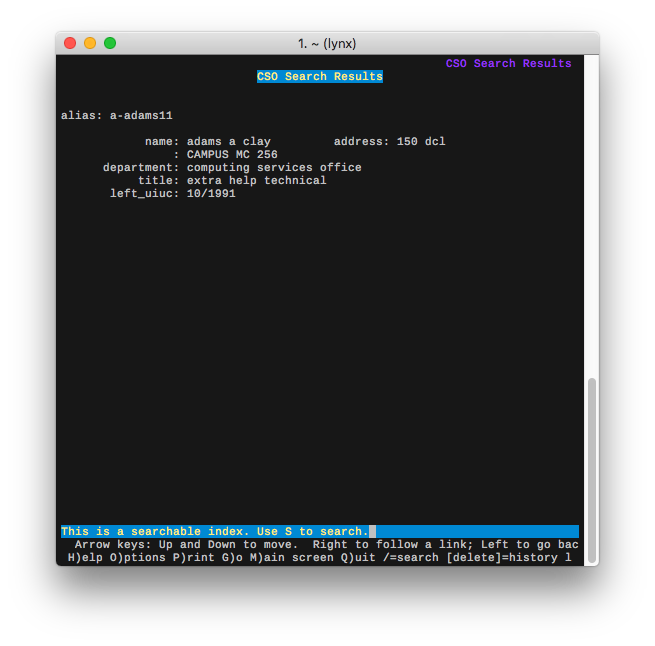 1. ~ (lynx)
CSO Search Results
CSO Search Results
alias: a-adams11
name: adams a clay address: 150 dcl
: CAMPUS MC 256
department: computing services office
title: extra help technical
left_uiuc: 10/1991
This is a searchable index. Use S to search.
Arrow keys: Up and Down to move. Right to follow a link; Left to go bac
H)elp O)ptions P)rint G)o M)ain screen Q)uit /=search [delete]=history l